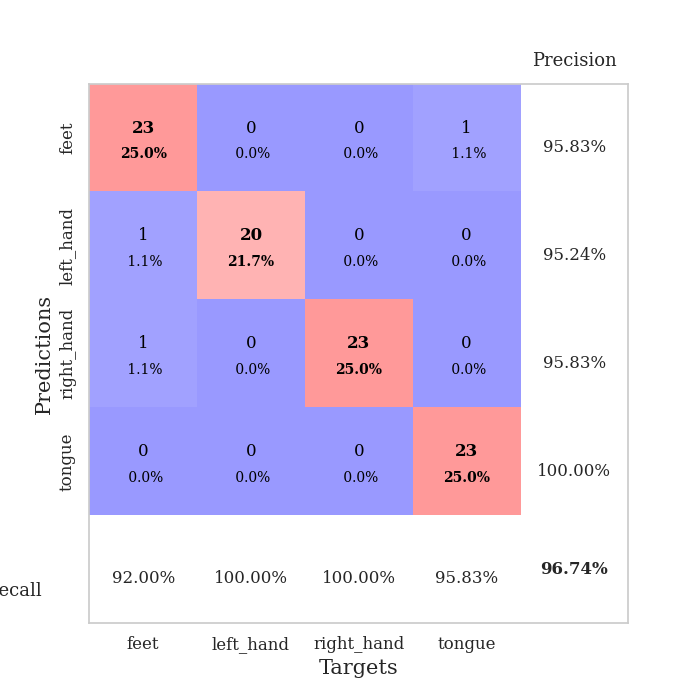 Precision
feet 23 0 0 1 95.83%
25.0% 0.0% 0.0% 1.1%
left_hand 1 20 0 0 95.24%
1.1% 21.7% 0.0% 0.0%
right_hand 1 0 23 0 95.83%
1.1% 0.0% 25.0% 0.0%
tongue 0 0 0 23 100.00%
0.0% 0.0% 0.0% 25.0%
Predictions
ecall 92.00% 100.00% 100.00% 95.83% 96.74%
feet left_hand right_hand tongue
Targets